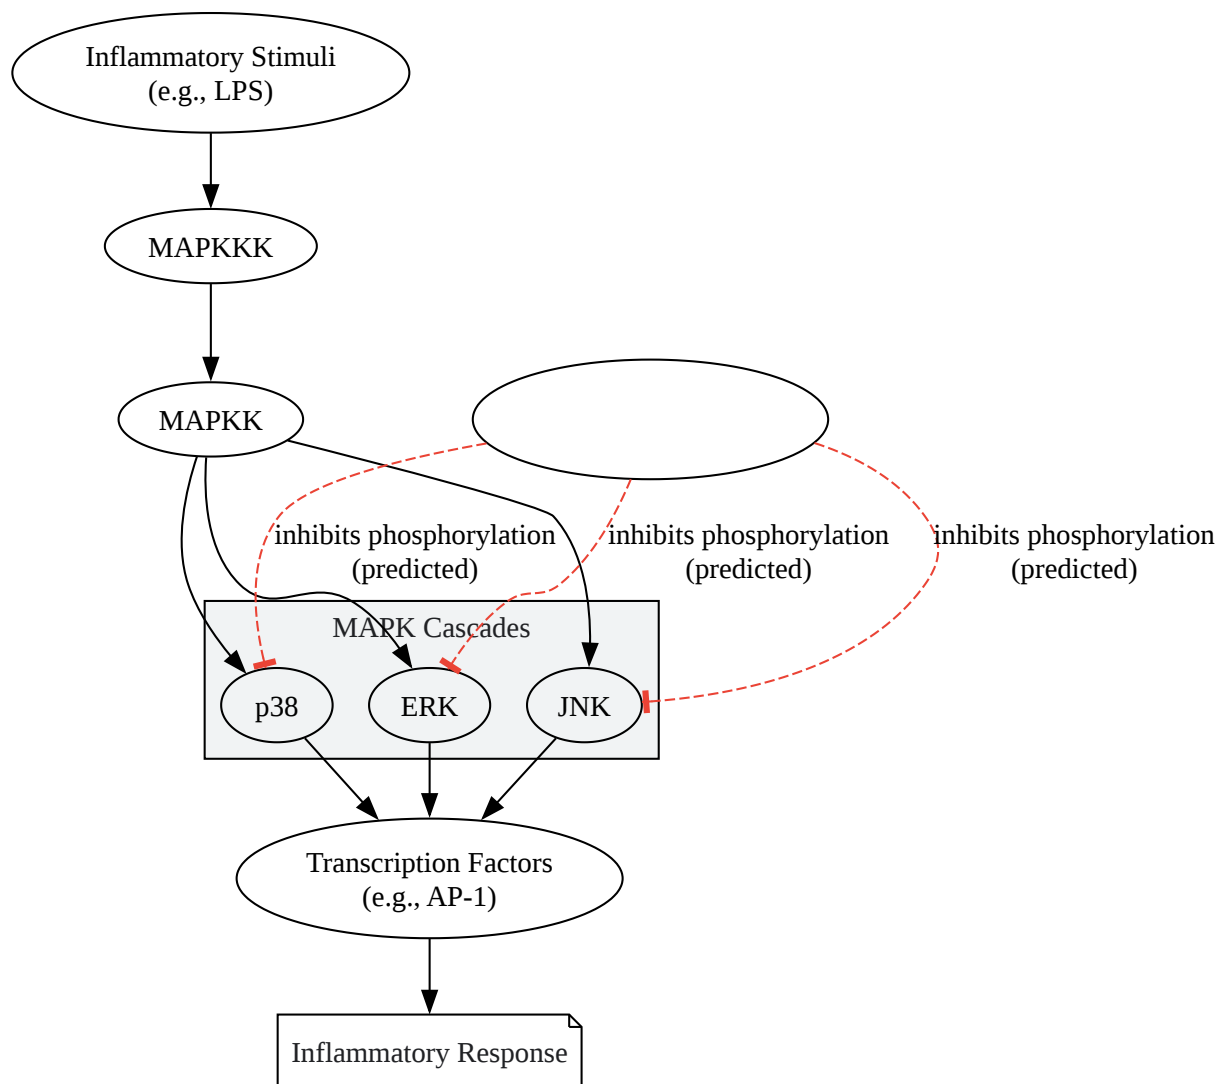 Inflammatory Stimuli
(e.g., LPS)
MAPKKK
MAPKK
inhibits phosphorylation
(predicted)
inhibits phosphorylation
(predicted)
inhibits phosphorylation
(predicted)
MAPK Cascades
p38
ERK
JNK
Transcription Factors
(e.g., AP-1)
Inflammatory Response